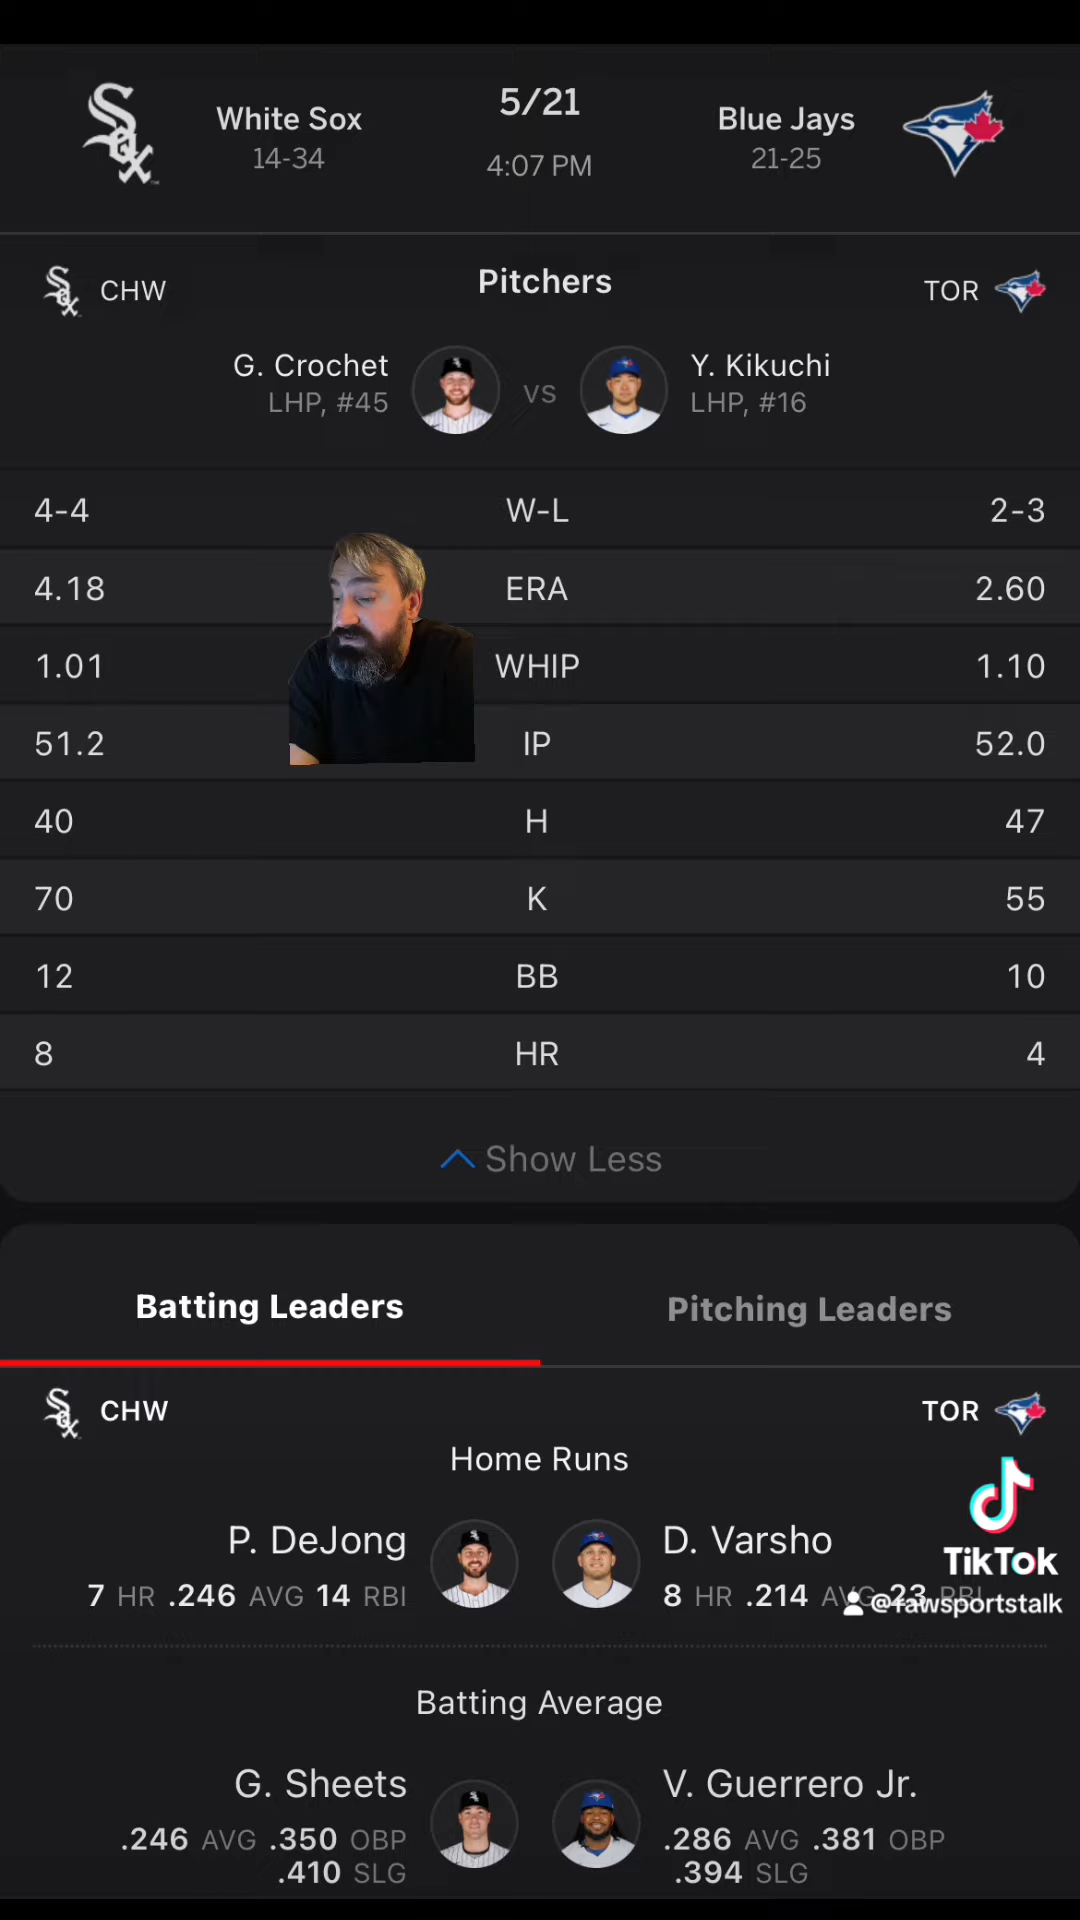 White Sox
14-34
5/21
4:07 PM
Blue Jays
21-25
CHW
Pitchers
TOR
G. Crochet
LHP, #45
vs
Y. Kikuchi
LHP, #16
4-4 W-L 2-3
4.18 ERA 2.60
1.01 WHIP 1.10
51.2 IP 52.0
40 H 47
70 K 55
12 BB 10
8 HR 4
Show Less
Batting Leaders
Pitching Leaders
CHW
TOR
Home Runs
P. DeJong
7 HR .246 AVG 14 RBI
D. Varsho
8 HR .214 AVG 23 RBI
TikTok
@rawsportstalk
Batting Average
G. Sheets
.246 AVG .350 OBP
.410 SLG
V. Guerrero Jr.
.286 AVG .381 OBP
.394 SLG